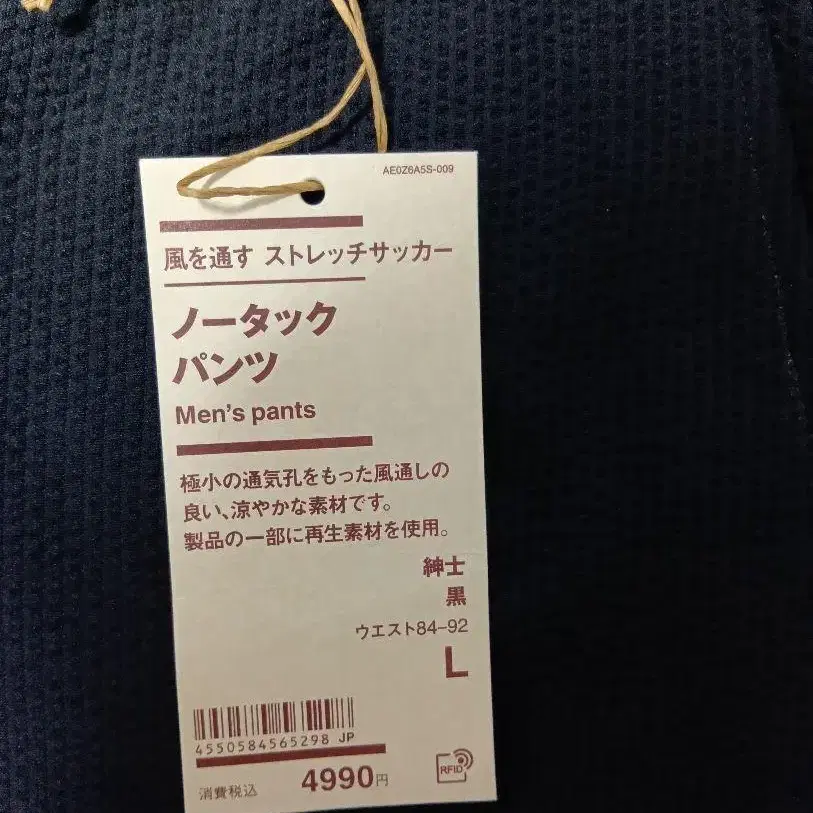 AE0Z6A5S-009
風を通す ストレッチサッカー
ノータック
パンツ
Men's pants
極小の通気孔をもった風通しの
良い、涼やかな素材です。
製品の一部に再生素材を使用。
紳士
黒
ウエスト84-92
L
4550584565298 JP
消費税込 4990円
RFID